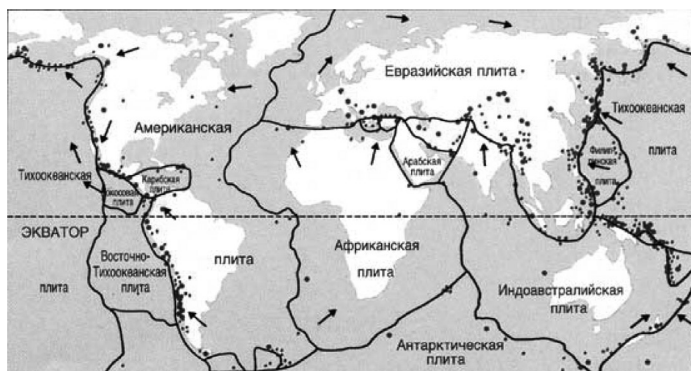 Евразийская плита
Тихоокеанская
плита
Американская
плита
Тихоокеанская
плита
Карибская
плита
Кокосовая
плита
Арабская
плита
Филип-
пинская
плита
ЭКВАТОР
Восточно-
Тихоокеанская
плита
Африканская
плита
Индоавстралийская
плита
Антарктическая
плита